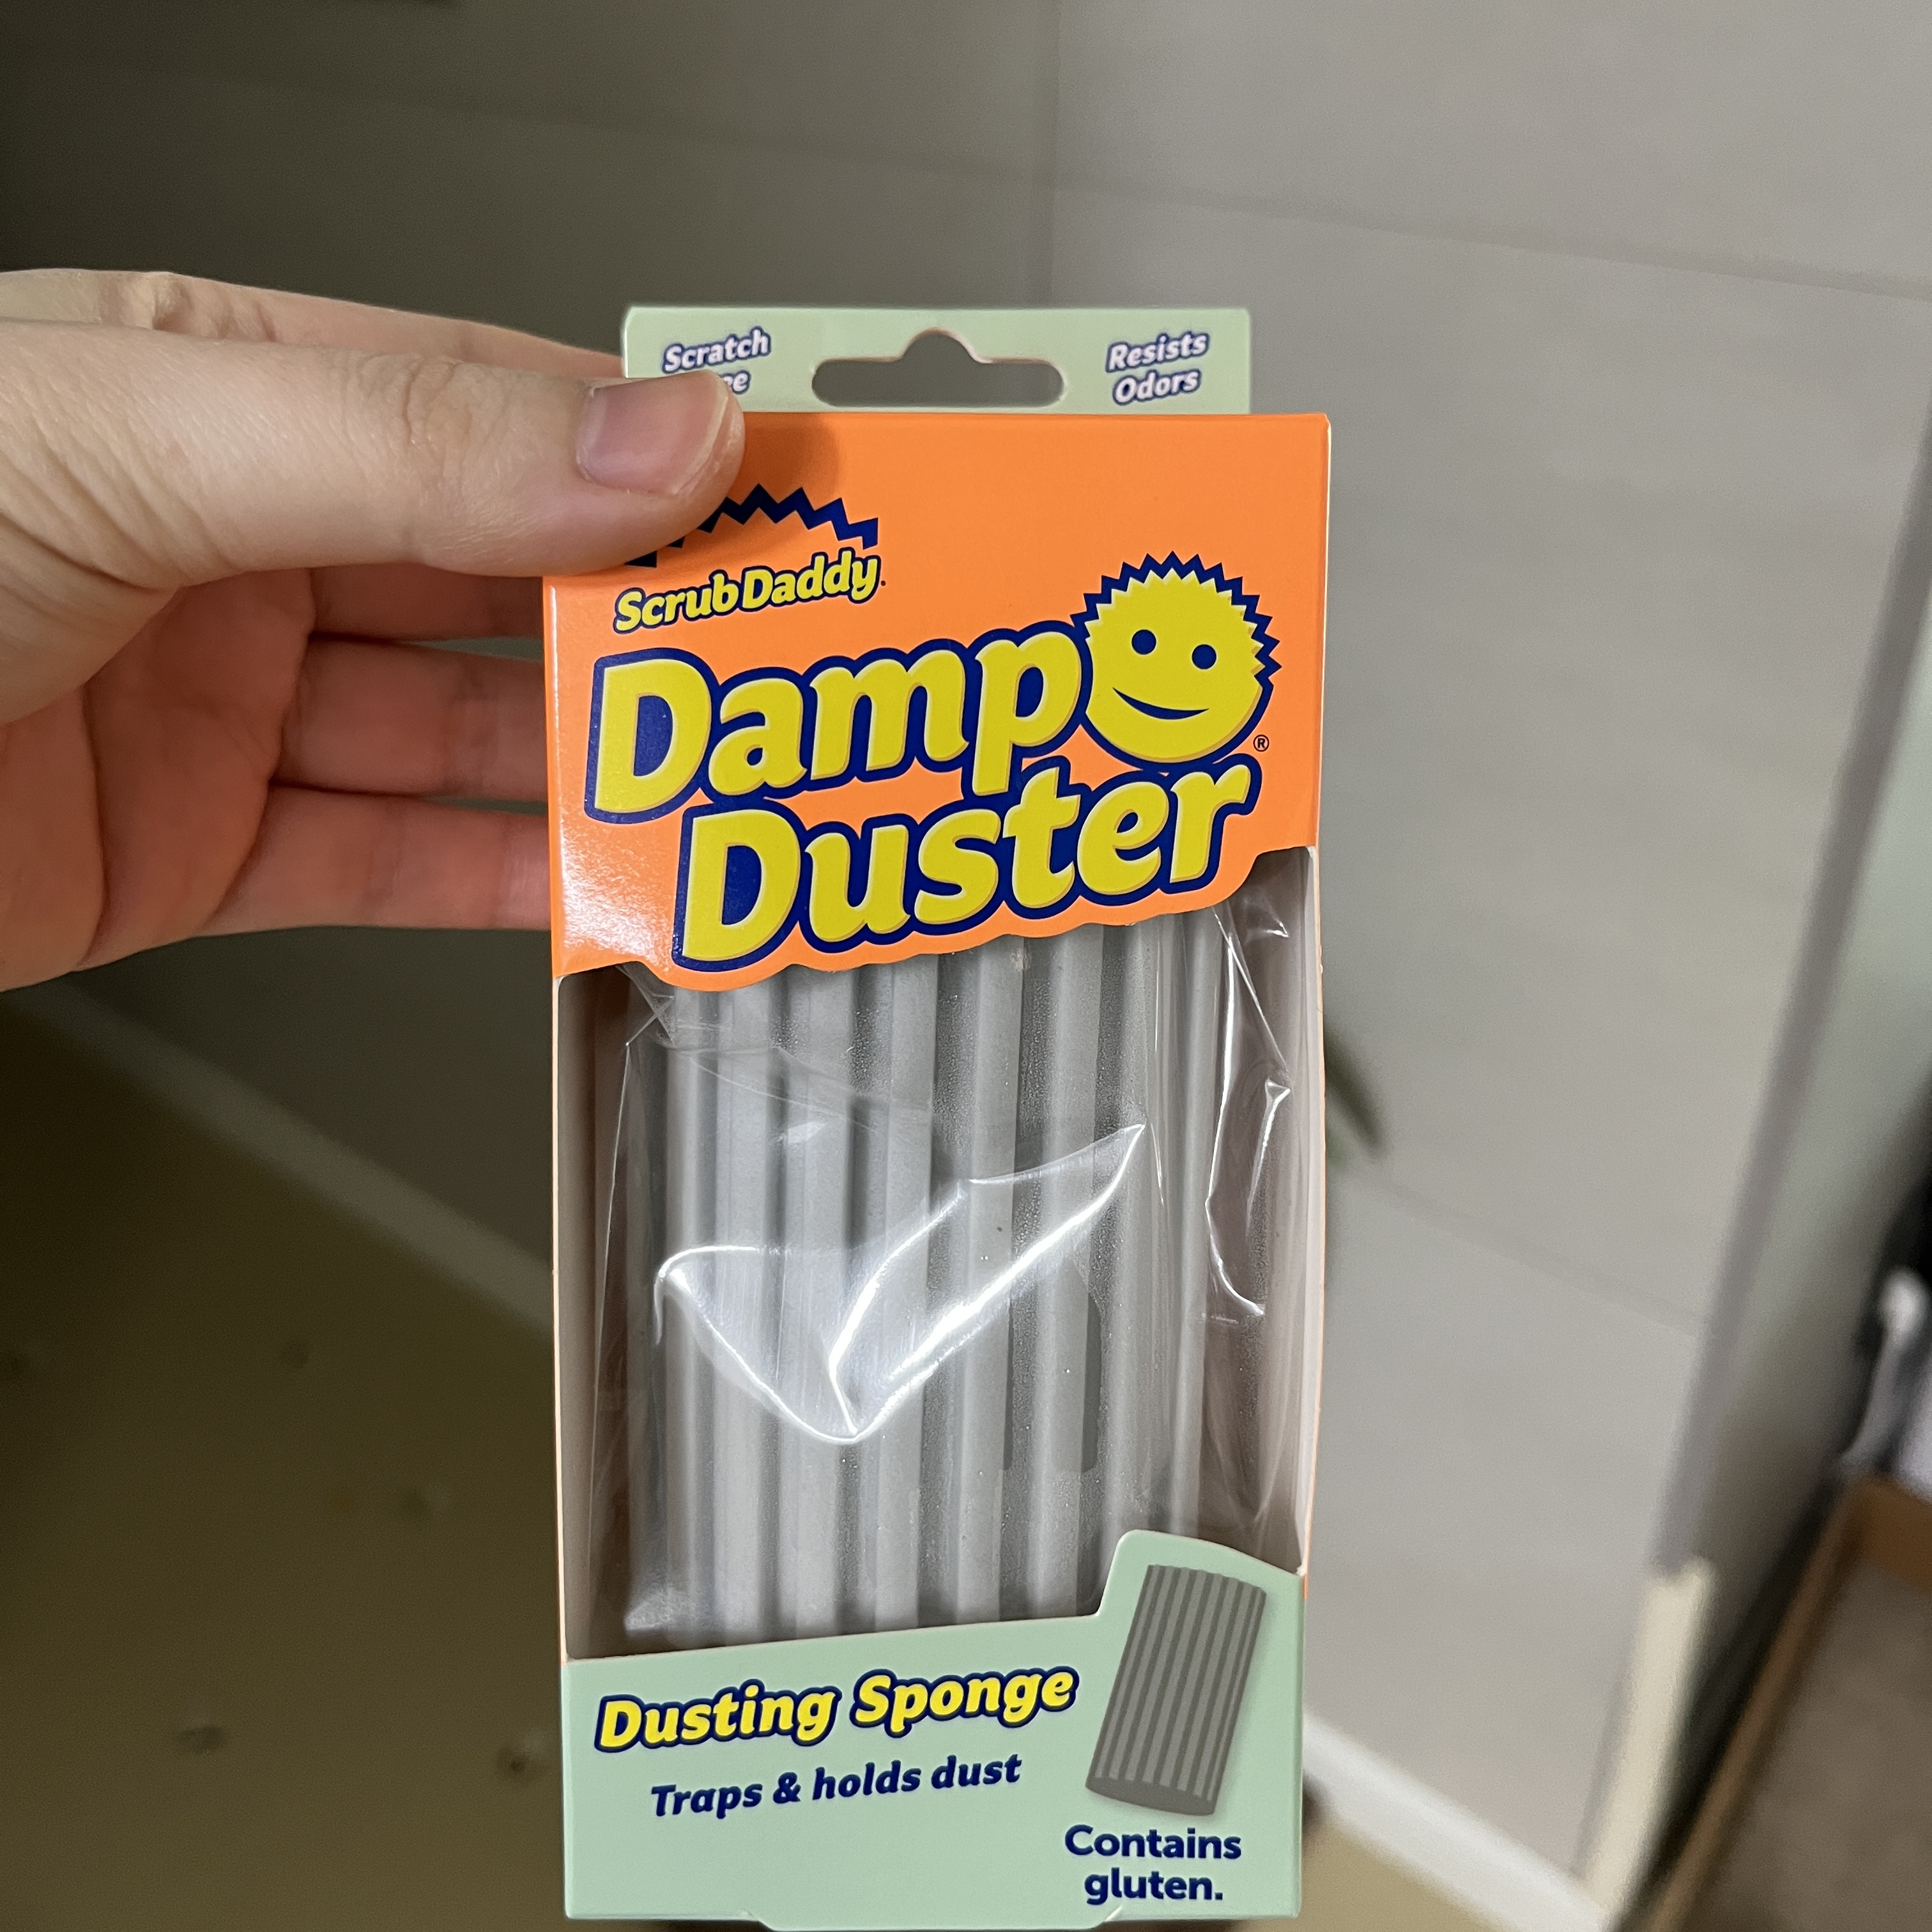 Scratch
Resists
Odors
ScrubDaddy
Damp
Duster
®
Dusting Sponge
Traps & holds dust
Contains
gluten.